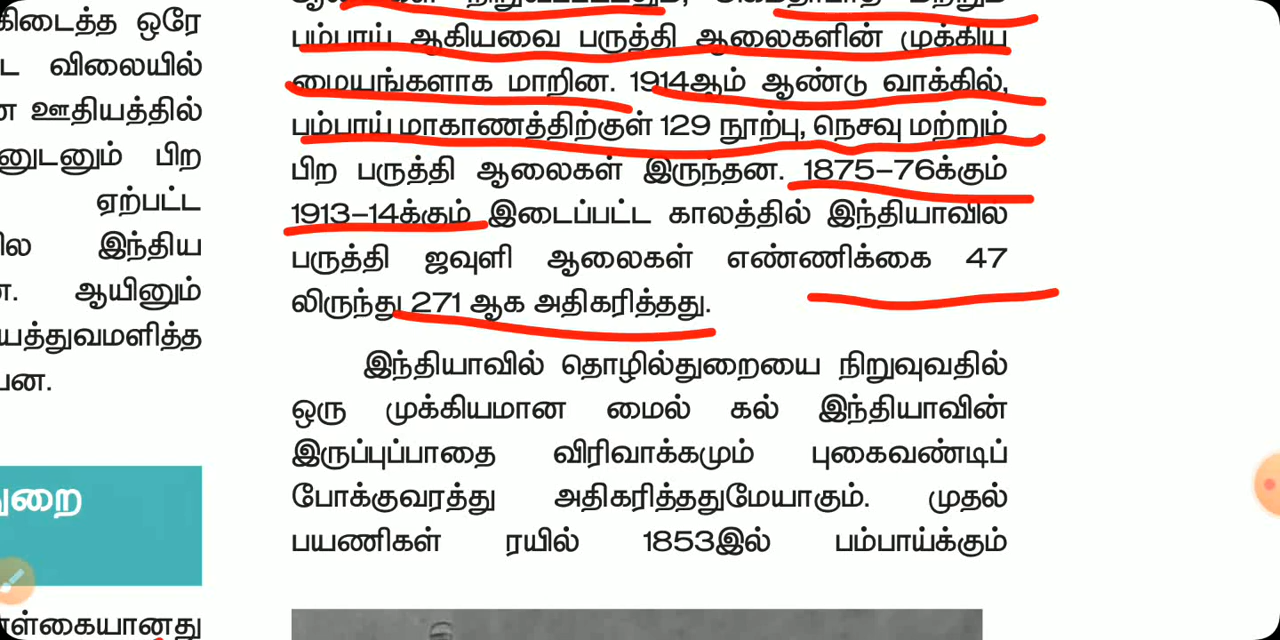 கிடைத்த ஒரே
விலையில்
ஊதியத்தில்
பிற
ஏற்பட்ட
இந்திய
ஆயினும்
துறை
பம்பாய் ஆகியவை பருத்தி ஆலைகளின் முக்கிய
மையங்களாக மாறின. 1914ஆம் ஆண்டு வாக்கில்,
பம்பாய் மாகாணத்திற்குள் 129 நூற்பு, நெசவு மற்றும்
பிற பருத்தி ஆலைகள் இருந்தன. 1875–76க்கும்
1913–14க்கும் இடைப்பட்ட காலத்தில் இந்தியாவில்
பருத்தி ஜவுளி ஆலைகள் எண்ணிக்கை 47
லிருந்து 271 ஆக அதிகரித்தது.
இந்தியாவில் தொழில்துறையை நிறுவுவதில்
ஒரு முக்கியமான மைல் கல் இந்தியாவின்
இருப்புப்பாதை விரிவாக்கமும் புகைவண்டிப்
போக்குவரத்து அதிகரித்ததுமேயாகும். முதல்
பயணிகள் ரயில் 1853இல் பம்பாய்க்கும்